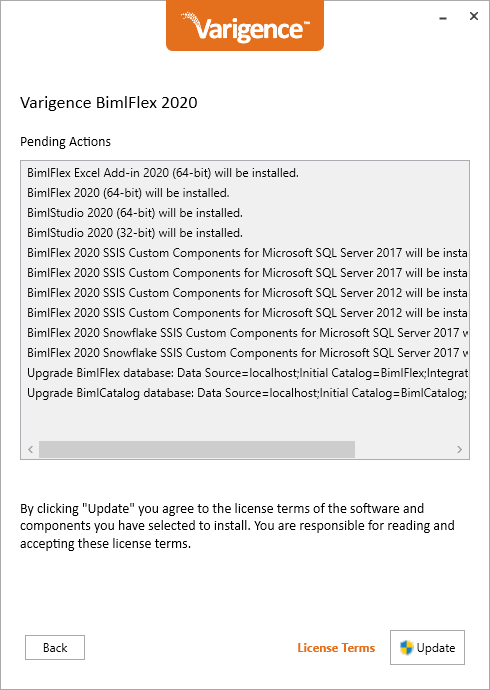 Varigence™
Varigence BimlFlex 2020
Pending Actions
BimlFlex Excel Add-in 2020 (64-bit) will be installed.
BimlFlex 2020 (64-bit) will be installed.
BimlStudio 2020 (64-bit) will be installed.
BimlStudio 2020 (32-bit) will be installed.
BimlFlex 2020 SSIS Custom Components for Microsoft SQL Server 2017 will be insta
BimlFlex 2020 SSIS Custom Components for Microsoft SQL Server 2017 will be insta
BimlFlex 2020 SSIS Custom Components for Microsoft SQL Server 2012 will be insta
BimlFlex 2020 SSIS Custom Components for Microsoft SQL Server 2012 will be insta
BimlFlex 2020 Snowflake SSIS Custom Components for Microsoft SQL Server 2017 w
BimlFlex 2020 Snowflake SSIS Custom Components for Microsoft SQL Server 2017 w
Upgrade BimlFlex database: Data Source=localhost;Initial Catalog=BimlFlex;Integrat
Upgrade BimlCatalog database: Data Source=localhost;Initial Catalog=BimlCatalog;
By clicking "Update" you agree to the license terms of the software and
components you have selected to install. You are responsible for reading and
accepting these license terms.
Back
License Terms
Update